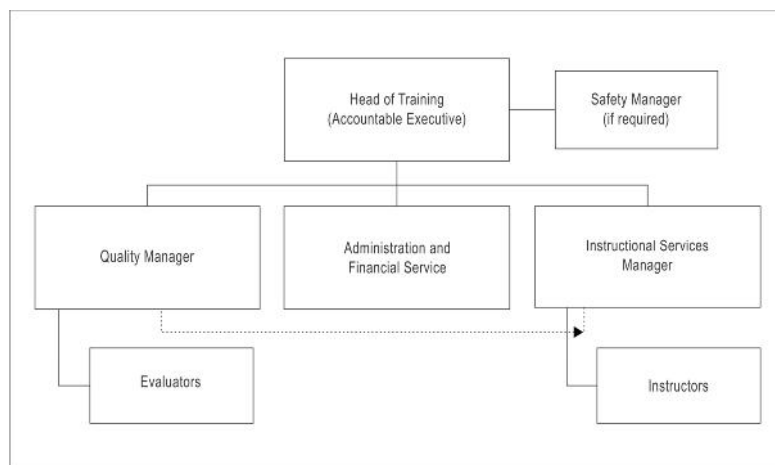 Head of Training
(Accountable Executive)
Safety Manager
(if required)
Quality Manager
Administration and
Financial Service
Instructional Services
Manager
Evaluators
Instructors